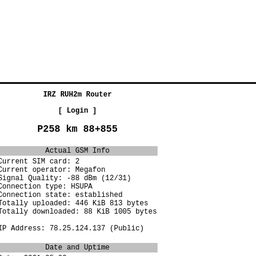 IRZ RUH2m Router
[ Login ]
P258 km 88+855
Actual GSM Info
Current SIM card: 2
Current operator: Megafon
Signal Quality: -88 dBm (12/31)
Connection type: HSUPA
Connection state: established
Totally uploaded: 446 KiB 813 bytes
Totally downloaded: 88 KiB 1005 bytes
IP Address: 78.25.124.137 (Public)
Date and Uptime